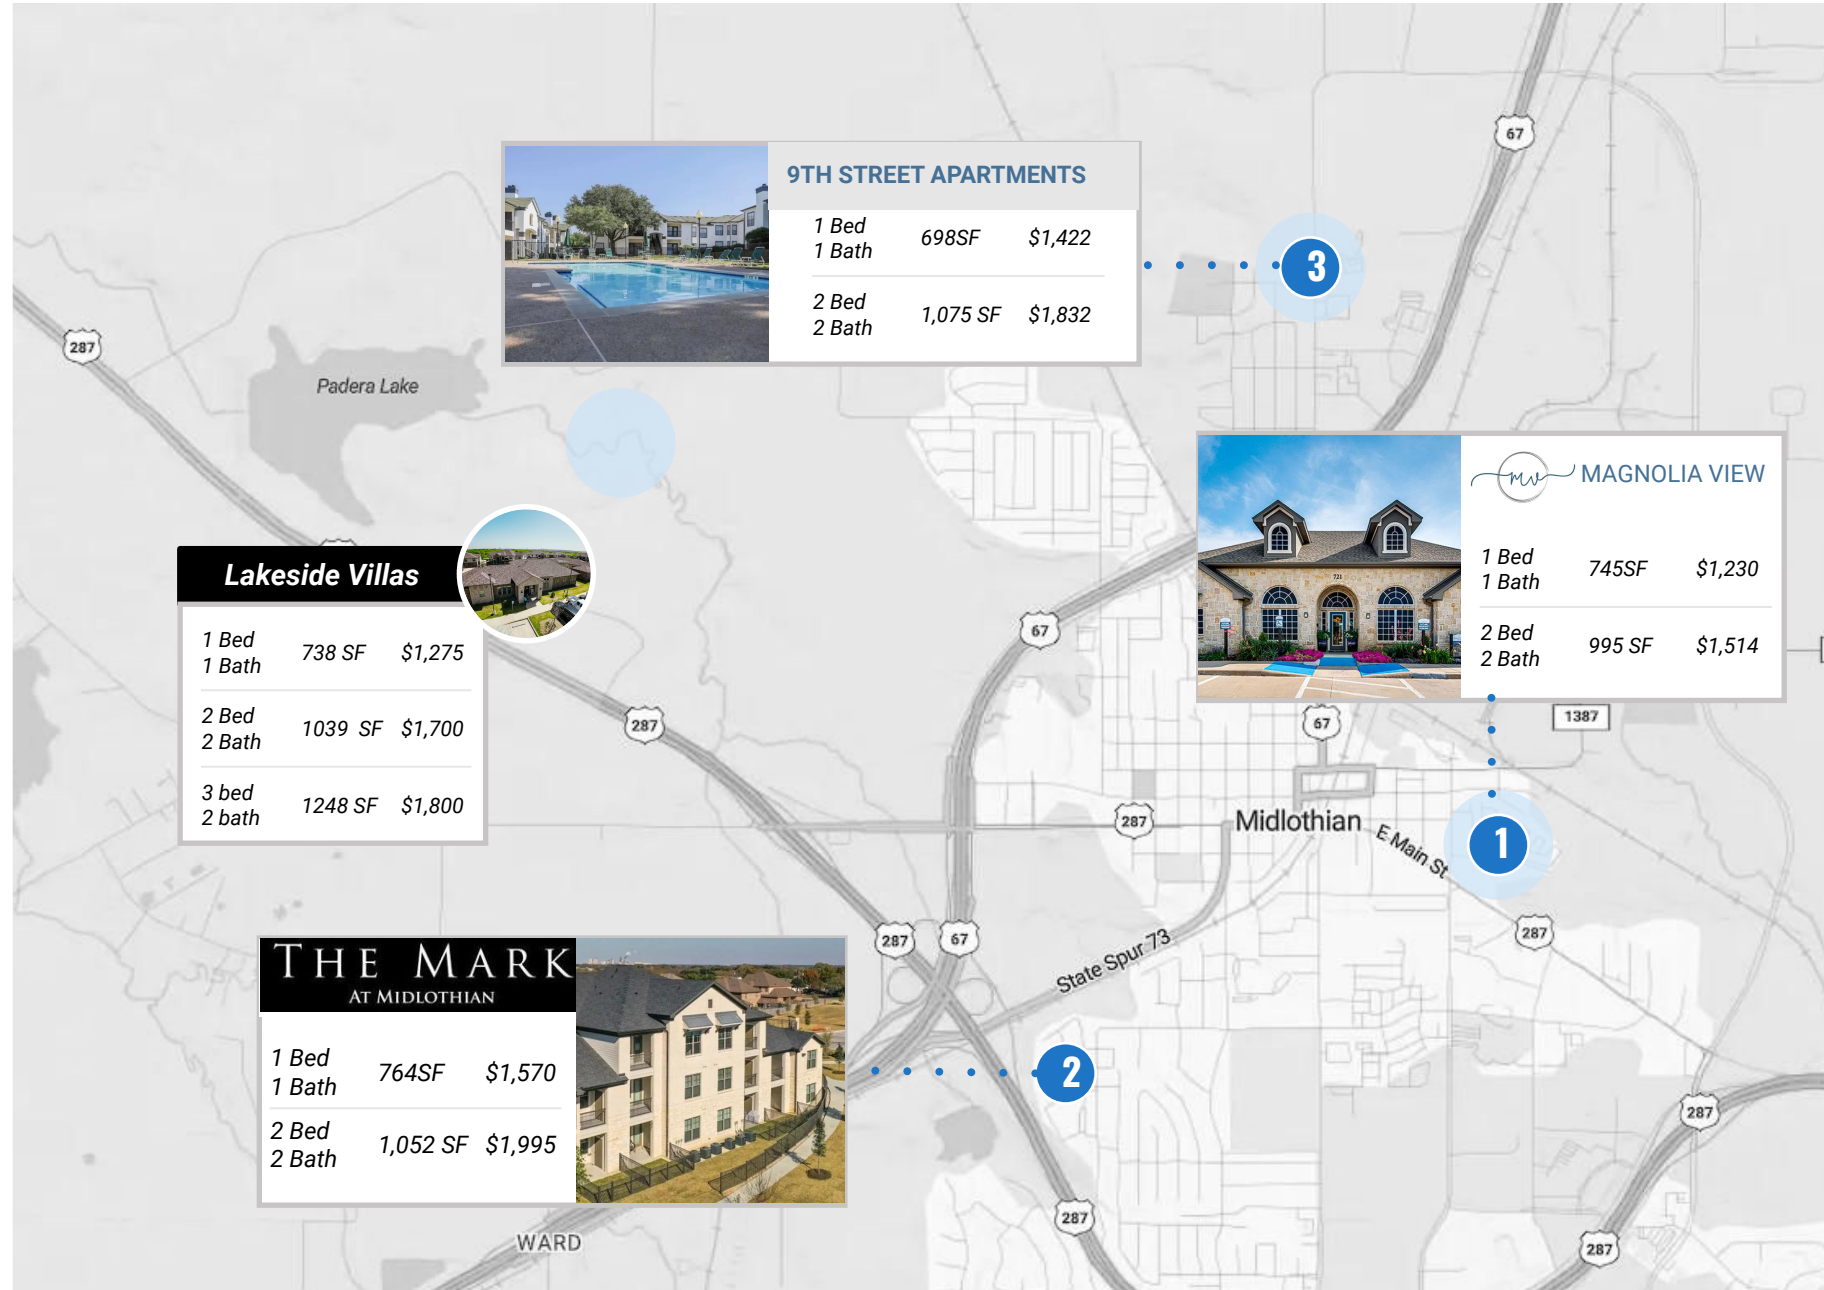 67
9TH STREET APARTMENTS
1 Bed
1 Bath
698SF
$1,422
2 Bed
2 Bath
1,075 SF
$1,832
3
287
Padera Lake
mv
MAGNOLIA VIEW
721
1 Bed
1 Bath
745SF
$1,230
2 Bed
2 Bath
995 SF
$1,514
Lakeside Villas
1 Bed
1 Bath
738 SF
$1,275
2 Bed
2 Bath
1039 SF
$1,700
3 bed
2 bath
1248 SF
$1,800
67
287
67
1387
287
Midlothian
E Main St
1
287
287
67
State Spur 73
THE MARK
AT MIDLOTHIAN
1 Bed
1 Bath
764SF
$1,570
2 Bed
2 Bath
1,052 SF
$1,995
2
287
287
WARD
287